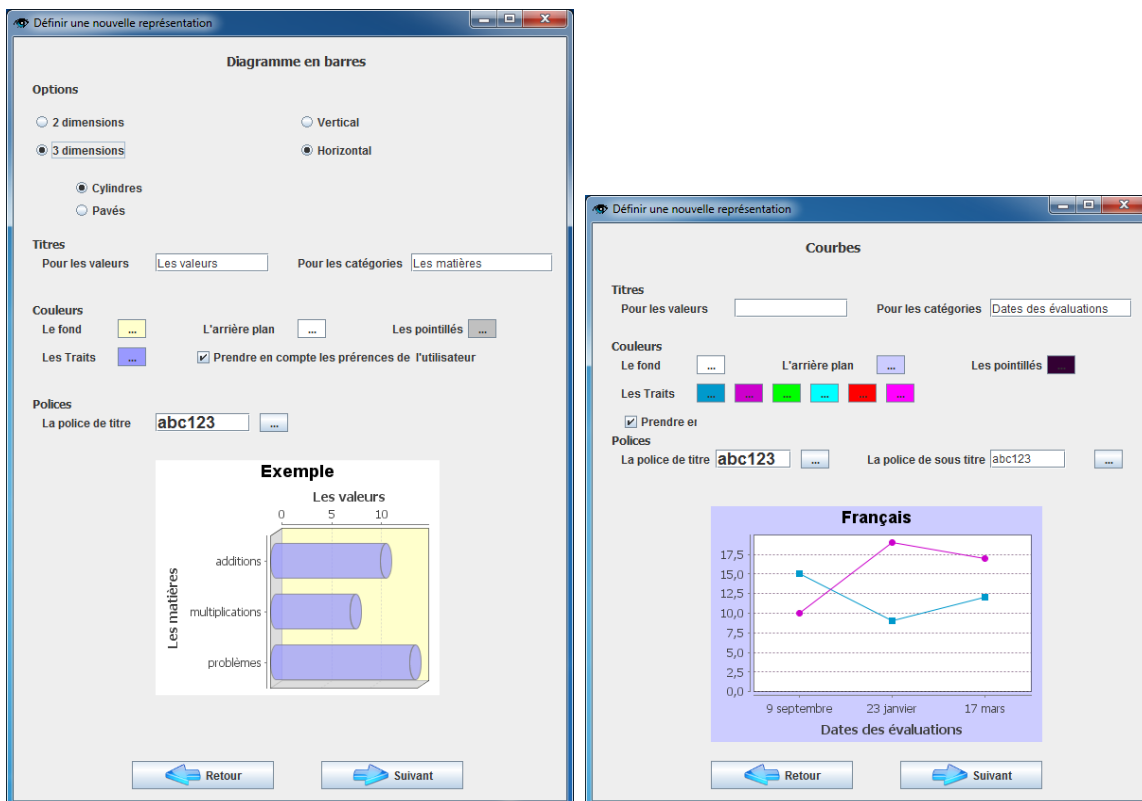 Définir une nouvelle représentation
Diagramme en barres
Options
2 dimensions Vertical
3 dimensions Horizontal
Cylindres
Pavés
Titres
Pour les valeurs Les valeurs Pour les catégories Les matières
Couleurs
Le fond ... L'arrière plan ... Les pointillés ...
Les Traits ... Prendre en compte les prérences de l'utilisateur
Polices
La police de titre abc123 ...
Exemple
Les valeurs
0 5 10
Les matières
additions
multiplications
problèmes
Retour Suivant
Définir une nouvelle représentation
Courbes
Titres
Pour les valeurs Pour les catégories Dates des évaluations
Couleurs
Le fond ... L'arrière plan ... Les pointillés ...
Les Traits ... ... ... ... ... ...
Prendre er
Polices
La police de titre abc123 ... La police de sous titre abc123 ...
Français
17,5
15,0
12,5
10,0
7,5
5,0
2,5
0,0
9 septembre 23 janvier 17 mars
Dates des évaluations
Retour Suivant